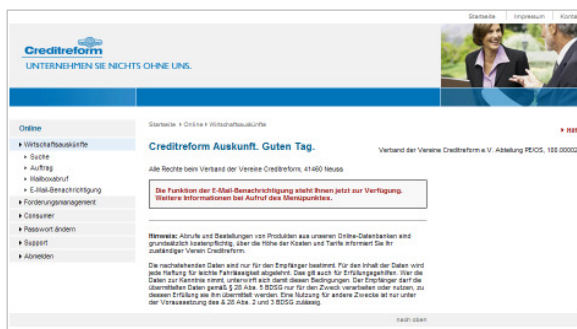 Startseite | Impressum | Konta
Creditreform
UNTERNEHMEN SIE NICHTS OHNE UNS.
Online
Wirtschaftsauskünfte
Suche
Auftrag
Mailboxabruf
E-Mail-Benachrichtigung
Forderungsmanagement
Consumer
Passwort ändern
Support
Abmelden
Startseite Online Wirtschaftsauskünfte
Creditreform Auskunft. Guten Tag.
Verband der Vereine Creditreform e.V. Abteilung PE/OS, 100.00002
Alle Rechte beim Verband der Vereine Creditreform, 41460 Neuss
Die Funktion der E-Mail-Benachrichtigung steht Ihnen jetzt zur Verfügung.
Weitere Informationen bei Aufruf des Menüpunktes.
Hinweis: Abrufe und Bestellungen von Produkten aus unseren Online-Datenbanken sind
grundsätzlich kostenpflichtig, über die Höhe der Kosten und Tarife informiert Sie Ihr
zuständiger Verein Creditreform.
Die nachstehenden Daten sind nur für den Empfänger bestimmt. Für den Inhalt der Daten wird
jede Haftung für leichte Fahrlässigkeit abgelehnt. Das gilt auch für Erfüllungsgehilfen. Wer die
Daten zur Kenntnis nimmt, unterwirft sich damit diesen Bedingungen. Der Empfänger darf die
übermittelten Daten gemäß § 28 Abs. 5 BDSG nur für den Zweck verarbeiten oder nutzen, zu
dessen Erfüllung sie ihm übermittelt werden. Eine Nutzung für andere Zwecke ist nur unter
der Voraussetzung des § 28 Abs. 2 und 3 BDSG zulässig.
nach oben